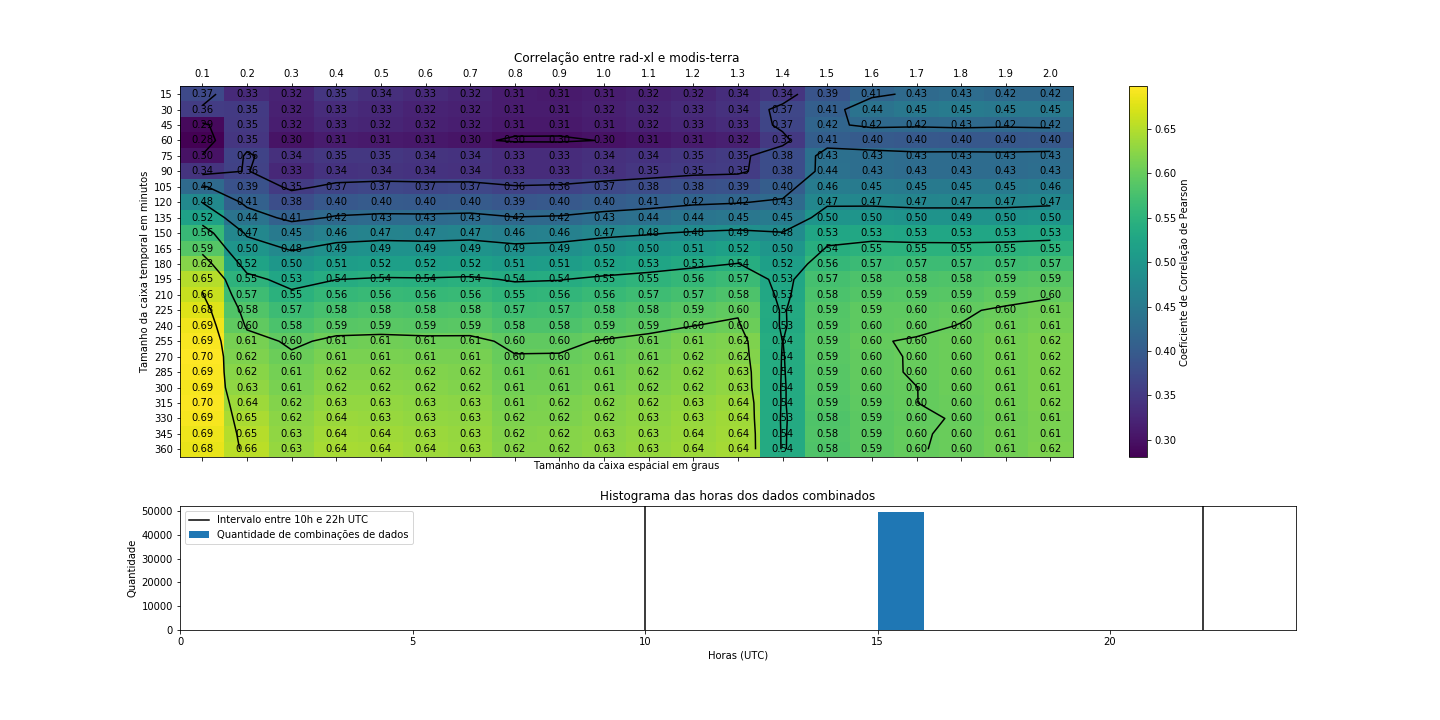 Correlação entre rad-xl e modis-terra
0.1 0.2 0.3 0.4 0.5 0.6 0.7 0.8 0.9 1.0 1.1 1.2 1.3 1.4 1.5 1.6 1.7 1.8 1.9 2.0
15 0.37 0.33 0.32 0.35 0.34 0.33 0.32 0.31 0.31 0.31 0.32 0.32 0.34 0.34 0.39 0.41 0.43 0.43 0.42 0.42
30 0.36 0.35 0.32 0.33 0.33 0.32 0.32 0.31 0.31 0.32 0.32 0.33 0.34 0.37 0.41 0.44 0.45 0.45 0.45 0.45
45 0.29 0.35 0.32 0.33 0.32 0.32 0.32 0.31 0.31 0.31 0.32 0.33 0.33 0.37 0.42 0.42 0.42 0.43 0.42 0.42
60 0.28 0.35 0.30 0.31 0.31 0.31 0.30 0.30 0.30 0.30 0.31 0.31 0.32 0.35 0.41 0.40 0.40 0.40 0.40 0.40
75 0.30 0.36 0.34 0.35 0.35 0.34 0.34 0.33 0.33 0.34 0.34 0.34 0.35 0.38 0.43 0.43 0.43 0.43 0.43 0.43
90 0.34 0.35 0.33 0.34 0.34 0.34 0.34 0.33 0.33 0.34 0.35 0.35 0.35 0.38 0.44 0.43 0.43 0.43 0.43 0.43
105 0.42 0.39 0.35 0.37 0.37 0.37 0.37 0.36 0.36 0.37 0.38 0.38 0.39 0.40 0.46 0.45 0.45 0.45 0.45 0.46
120 0.48 0.41 0.38 0.40 0.40 0.40 0.40 0.39 0.40 0.40 0.41 0.42 0.42 0.43 0.47 0.47 0.47 0.47 0.47 0.47
135 0.52 0.44 0.41 0.42 0.43 0.43 0.43 0.42 0.42 0.43 0.44 0.44 0.45 0.45 0.50 0.50 0.50 0.49 0.50 0.50
150 0.56 0.47 0.45 0.46 0.47 0.47 0.47 0.46 0.46 0.47 0.48 0.48 0.49 0.48 0.53 0.53 0.53 0.53 0.53 0.53
165 0.59 0.50 0.48 0.49 0.49 0.49 0.49 0.49 0.49 0.50 0.50 0.51 0.52 0.50 0.54 0.55 0.55 0.55 0.55 0.55
180 0.62 0.52 0.50 0.51 0.52 0.52 0.52 0.51 0.51 0.52 0.53 0.53 0.54 0.52 0.56 0.57 0.57 0.57 0.57 0.57
195 0.65 0.55 0.53 0.54 0.54 0.54 0.54 0.54 0.54 0.55 0.55 0.56 0.57 0.53 0.57 0.58 0.58 0.58 0.59 0.59
210 0.66 0.57 0.55 0.56 0.56 0.56 0.56 0.55 0.56 0.56 0.57 0.57 0.58 0.53 0.58 0.59 0.59 0.59 0.59 0.60
225 0.68 0.58 0.57 0.58 0.58 0.58 0.58 0.57 0.57 0.58 0.58 0.59 0.60 0.54 0.59 0.59 0.60 0.60 0.60 0.61
240 0.69 0.60 0.58 0.59 0.59 0.59 0.59 0.58 0.58 0.59 0.59 0.60 0.60 0.53 0.59 0.60 0.60 0.60 0.61 0.61
255 0.69 0.61 0.60 0.61 0.61 0.61 0.61 0.60 0.60 0.60 0.61 0.61 0.62 0.54 0.59 0.60 0.60 0.60 0.61 0.62
270 0.70 0.62 0.60 0.61 0.61 0.61 0.61 0.60 0.60 0.61 0.61 0.62 0.62 0.54 0.59 0.60 0.60 0.60 0.61 0.62
285 0.69 0.62 0.61 0.62 0.62 0.62 0.62 0.61 0.61 0.61 0.62 0.62 0.63 0.54 0.59 0.60 0.60 0.60 0.61 0.62
300 0.69 0.63 0.61 0.62 0.62 0.62 0.62 0.61 0.61 0.61 0.62 0.62 0.63 0.54 0.59 0.60 0.60 0.60 0.61 0.61
315 0.70 0.64 0.62 0.63 0.63 0.63 0.62 0.61 0.62 0.62 0.62 0.63 0.63 0.54 0.59 0.59 0.60 0.60 0.61 0.62
330 0.69 0.65 0.62 0.63 0.64 0.63 0.63 0.62 0.62 0.62 0.63 0.63 0.64 0.53 0.58 0.59 0.60 0.60 0.61 0.61
345 0.69 0.65 0.63 0.64 0.64 0.63 0.63 0.62 0.62 0.63 0.63 0.64 0.64 0.54 0.58 0.59 0.60 0.60 0.61 0.61
360 0.68 0.66 0.63 0.64 0.64 0.63 0.63 0.62 0.62 0.63 0.63 0.63 0.64 0.54 0.58 0.59 0.60 0.60 0.61 0.62
Tamanho da caixa temporal em minutos
Tamanho da caixa espacial em graus
0.65
0.60
0.55
0.50
0.45
0.40
0.35
0.30
Coeficiente de Correlação de Pearson
Histograma das horas dos dados combinados
Intervalo entre 10h e 22h UTC
Quantidade de combinações de dados
50000
40000
30000
20000
10000
0
Quantidade
0 5 10 15 20
Horas (UTC)